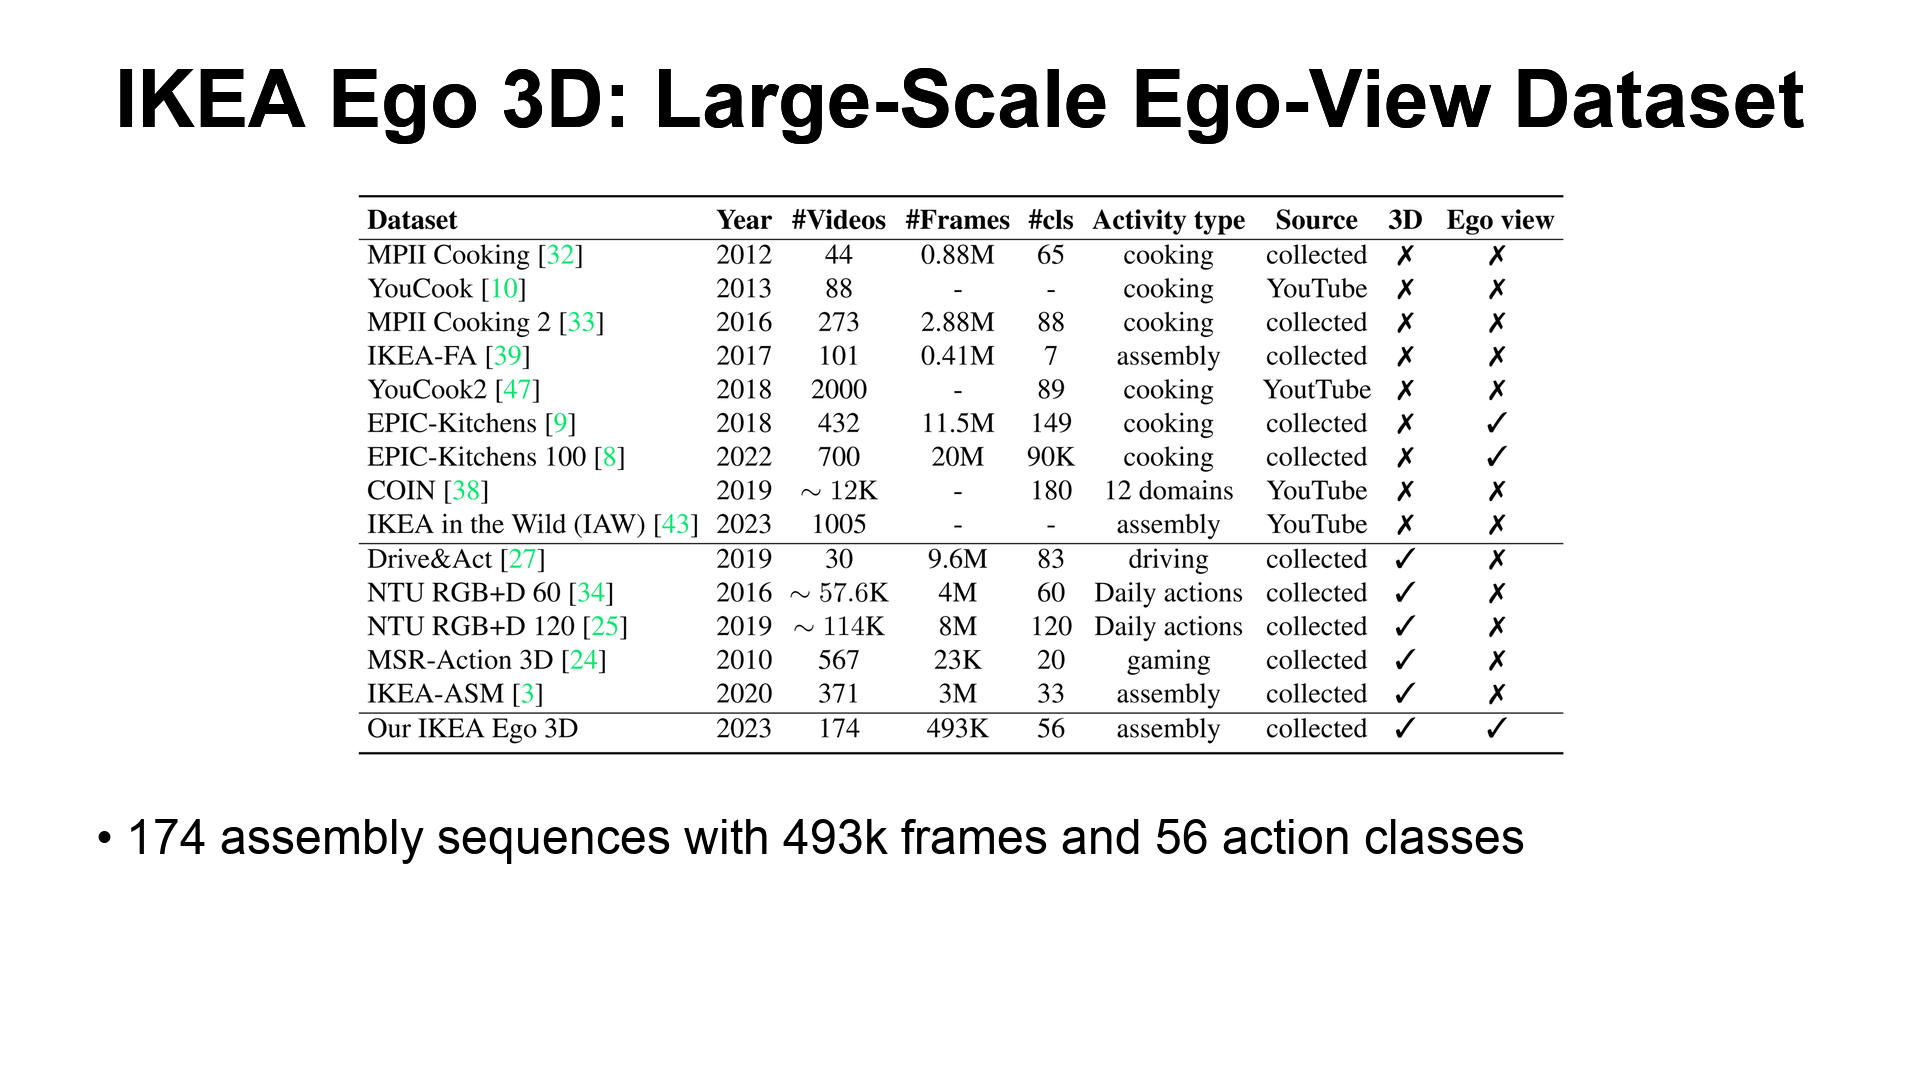 IKEA Ego 3D: Large-Scale Ego-View Dataset
Dataset Year #Videos #Frames #cls Activity type Source 3D Ego view
MPII Cooking [32] 2012 44 0.88M 65 cooking collected ✗ ✗
YouCook [10] 2013 88 - - cooking YouTube ✗ ✗
MPII Cooking 2 [33] 2016 273 2.88M 88 cooking collected ✗ ✗
IKEA-FA [39] 2017 101 0.41M 7 assembly collected ✗ ✗
YouCook2 [47] 2018 2000 - 89 cooking YoutTube ✗ ✗
EPIC-Kitchens [9] 2018 432 11.5M 149 cooking collected ✗ ✓
EPIC-Kitchens 100 [8] 2022 700 20M 90K cooking collected ✗ ✓
COIN [38] 2019 ~ 12K - 180 12 domains YouTube ✗ ✗
IKEA in the Wild (IAW) [43] 2023 1005 - - assembly YouTube ✗ ✗
Drive&Act [27] 2019 30 9.6M 83 driving collected ✓ ✗
NTU RGB+D 60 [34] 2016 ~ 57.6K 4M 60 Daily actions collected ✓ ✗
NTU RGB+D 120 [25] 2019 ~ 114K 8M 120 Daily actions collected ✓ ✗
MSR-Action 3D [24] 2010 567 23K 20 gaming collected ✓ ✗
IKEA-ASM [3] 2020 371 3M 33 assembly collected ✓ ✗
Our IKEA Ego 3D 2023 174 493K 56 assembly collected ✓ ✓
• 174 assembly sequences with 493k frames and 56 action classes